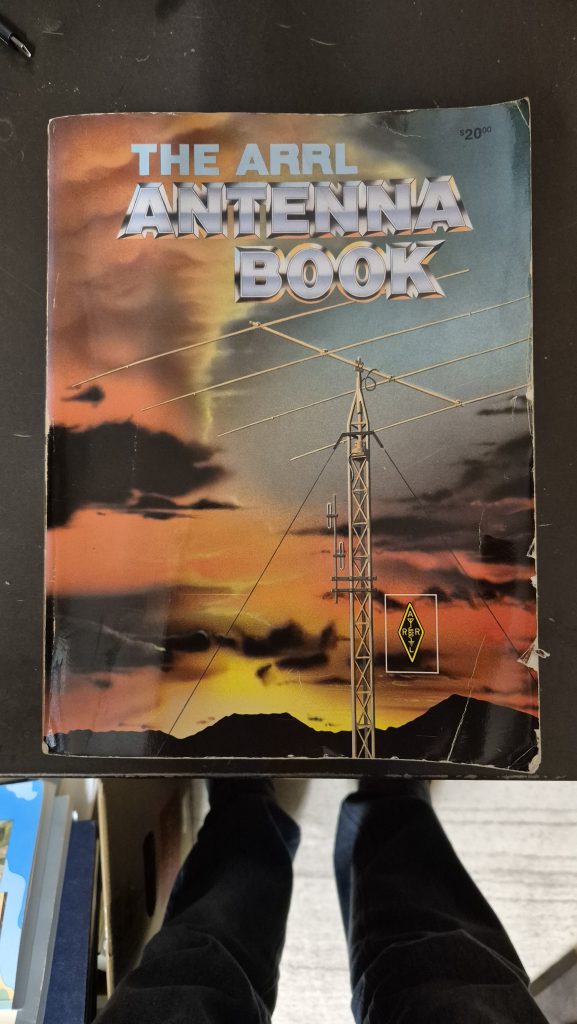 $20.00
THE ARRL
ANTENNA
BOOK
A
R R
L